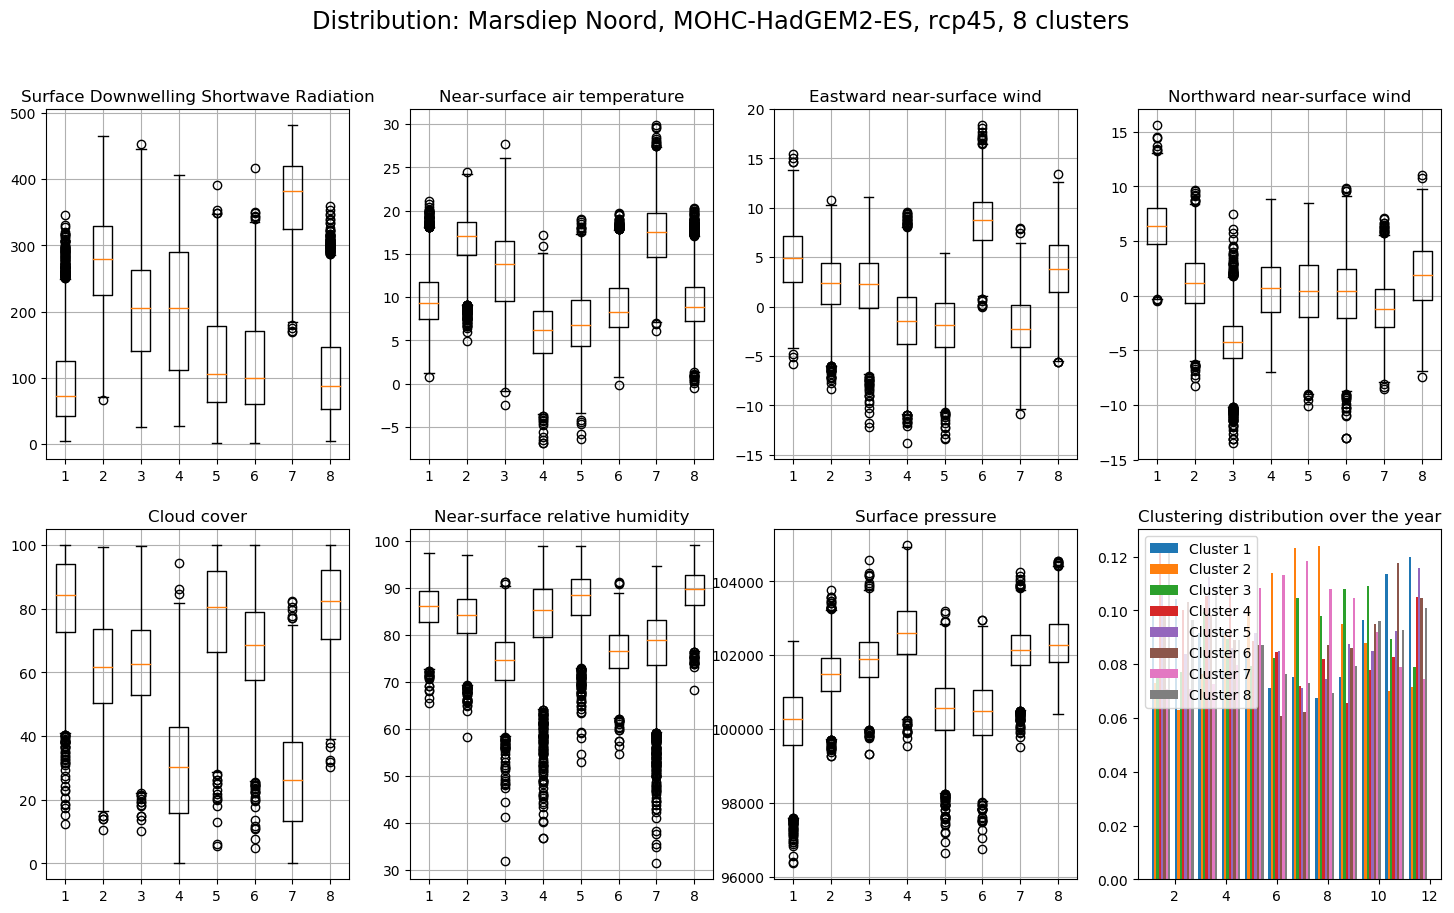 Distribution: Marsdiep Noord, MOHC-HadGEM2-ES, rcp45, 8 clusters
Surface Downwelling Shortwave Radiation
500
400
300
200
100
0
1 2 3 4 5 6 7 8
Near-surface air temperature
30
25
20
15
10
5
0
−5
1 2 3 4 5 6 7 8
Eastward near-surface wind
20
15
10
5
0
−5
−10
−15
1 2 3 4 5 6 7 8
Northward near-surface wind
15
10
5
0
−5
−10
−15
1 2 3 4 5 6 7 8
Cloud cover
100
80
60
40
20
0
1 2 3 4 5 6 7 8
Near-surface relative humidity
100
90
80
70
60
50
40
30
1 2 3 4 5 6 7 8
Surface pressure
104000
102000
100000
98000
96000
1 2 3 4 5 6 7 8
Clustering distribution over the year
0.12
0.10
0.08
0.06
0.04
0.02
0.00
2 4 6 8 10 12
Cluster 1
Cluster 2
Cluster 3
Cluster 4
Cluster 5
Cluster 6
Cluster 7
Cluster 8